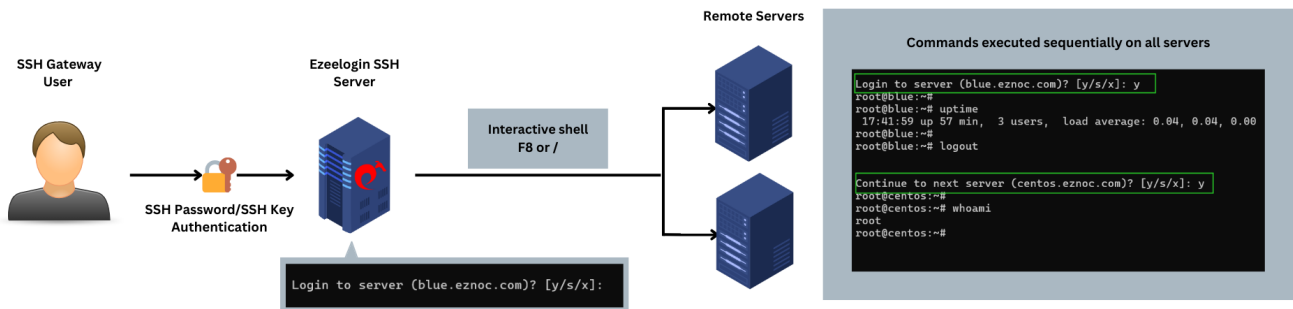 SSH Gateway
User
SSH Password/SSH Key
Authentication
Ezeelogin SSH
Server
Login to server (blue.eznoc.com)? [y/s/x]:
Interactive shell
F8 or /
Remote Servers
Commands executed sequentially on all servers
Login to server (blue.eznoc.com)? [y/s/x]: y
root@blue:~#
root@blue:~# uptime
17:41:59 up 57 min,  3 users,  load average: 0.04, 0.04, 0.00
root@blue:~#
root@blue:~# logout
Continue to next server (centos.eznoc.com)? [y/s/x]: y
root@centos:~#
root@centos:~# whoami
root
root@centos:~#